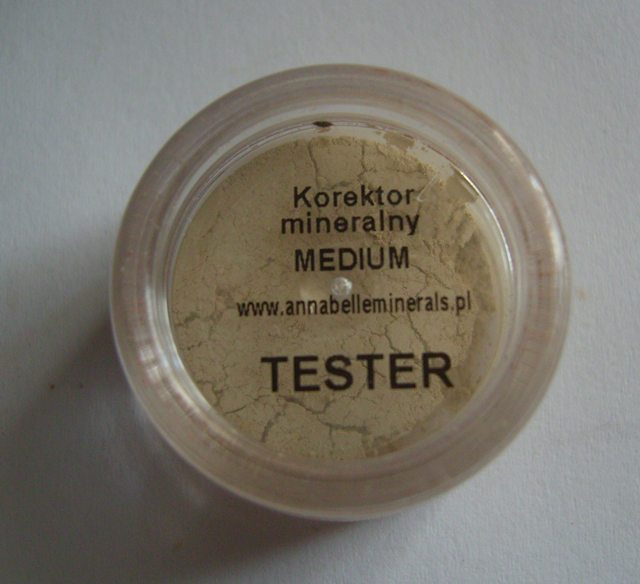 Korektor
mineralny
MEDIUM
www.annabelleminerals.pl
TESTER